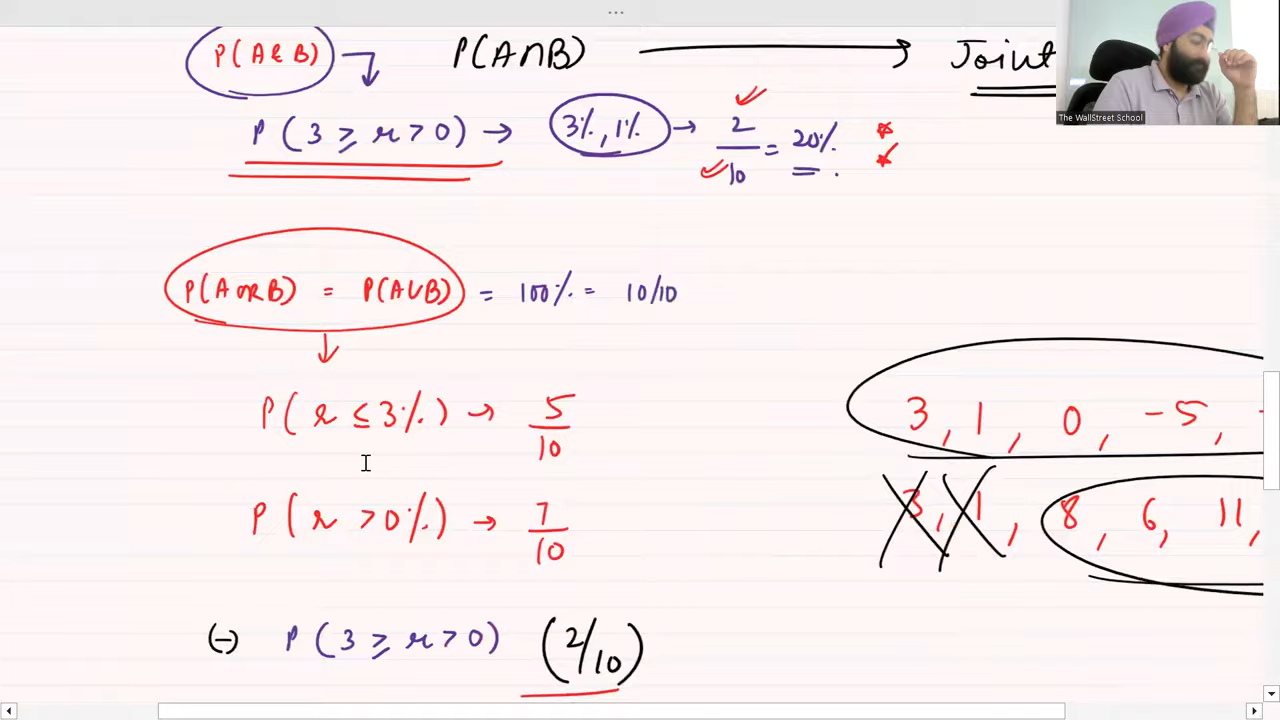 P(A & B) P(A∩B) → Joint
The WallStreet School
P(3 ≥ r > 0) → 3%, 1% → 2/10 = 20%.
P(A OR B) = P(A∪B) = 100% = 10/10
P(r ≤ 3%) → 5/10
3, 1, 0, -5,
P(r > 0%) → 7/10
3, 1, 8, 6, 11,
(-) P(3 ≥ r > 0) (2/10)